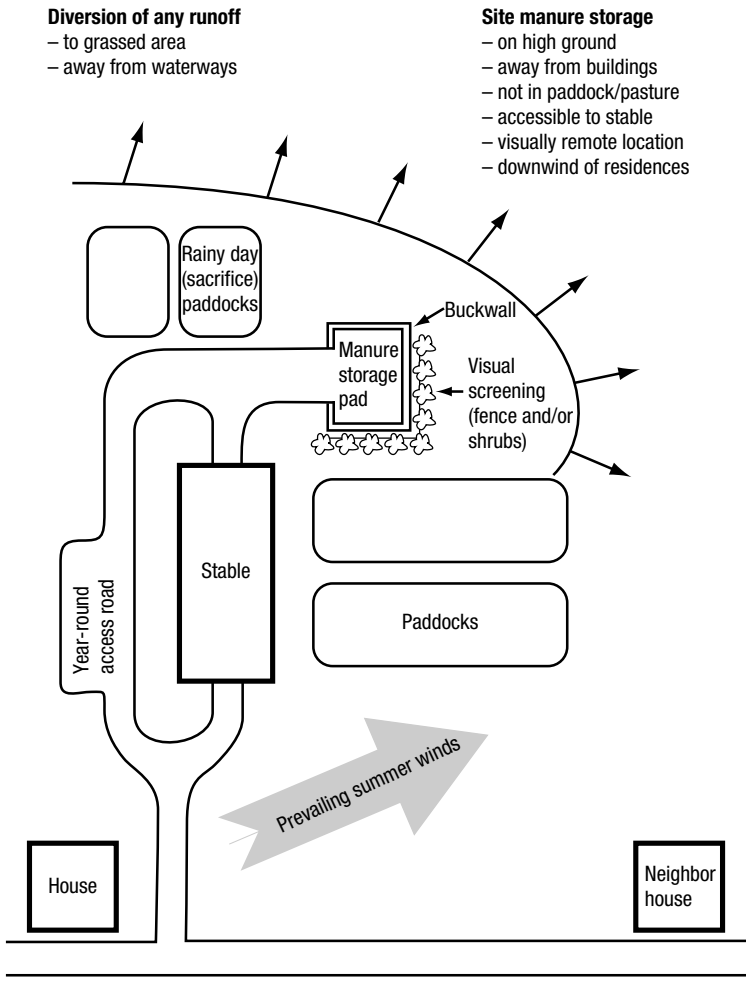 Diversion of any runoff
– to grassed area
– away from waterways
Site manure storage
– on high ground
– away from buildings
– not in paddock/pasture
– accessible to stable
– visually remote location
– downwind of residences
Rainy day
(sacrifice)
paddocks
Buckwall
Manure
storage
pad
Visual
screening
(fence and/or
shrubs)
Stable
Year-round
access road
Paddocks
Prevailing summer winds
House
Neighbor
house